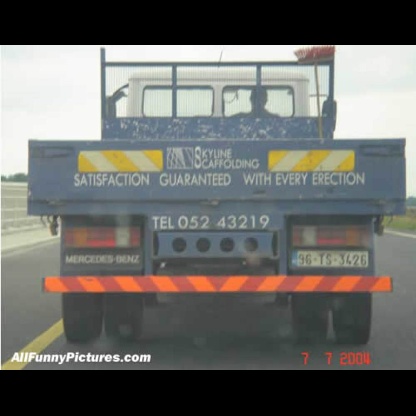 SKYLINE
SCAFFOLDING
SATISFACTION GUARANTEED WITH EVERY ERECTION
TEL 052 43219
MERCEDES-BENZ
96-TS-3426
AllFunnyPictures.com
7 7 2004